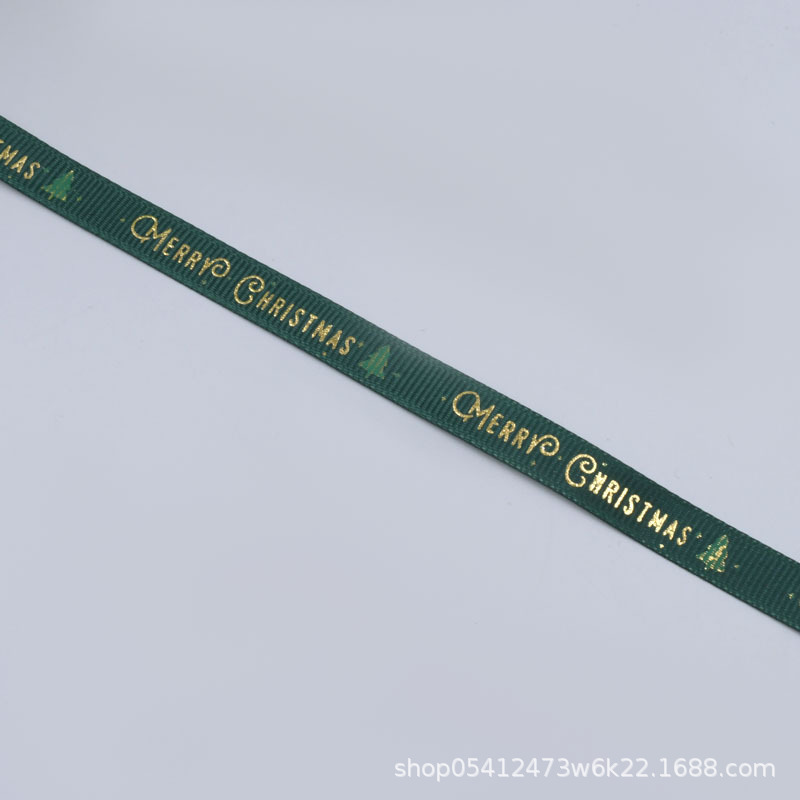 MAS
MERRY CHRISTMAS
MERRY CHRISTMAS
shop05412473w6k22.1688.com